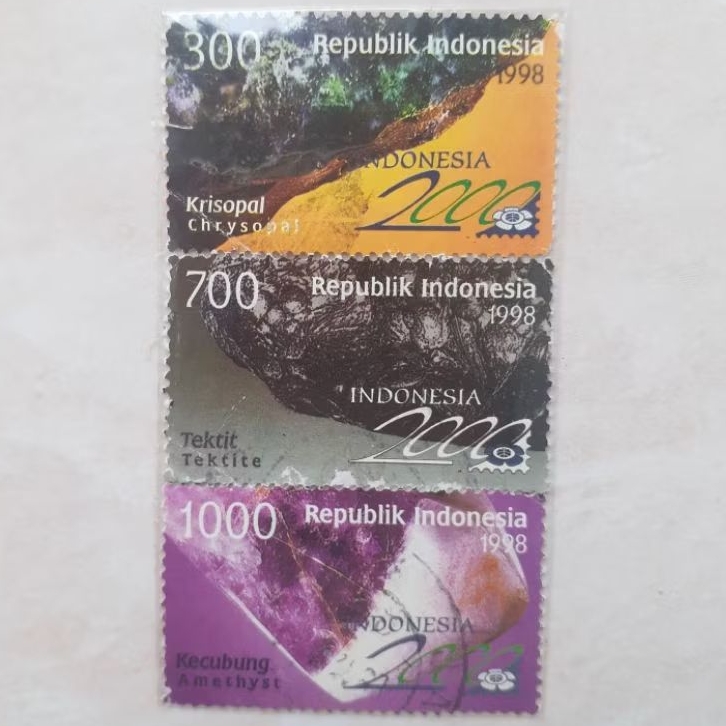 300 Republik Indonesia
1998
INDONESIA
2000
Krisopal
Chrysopal
700 Republik Indonesia
1998
INDONESIA
2000
Tektit
Tektite
1000 Republik Indonesia
1998
INDONESIA
2000
Kecubung
Amethyst